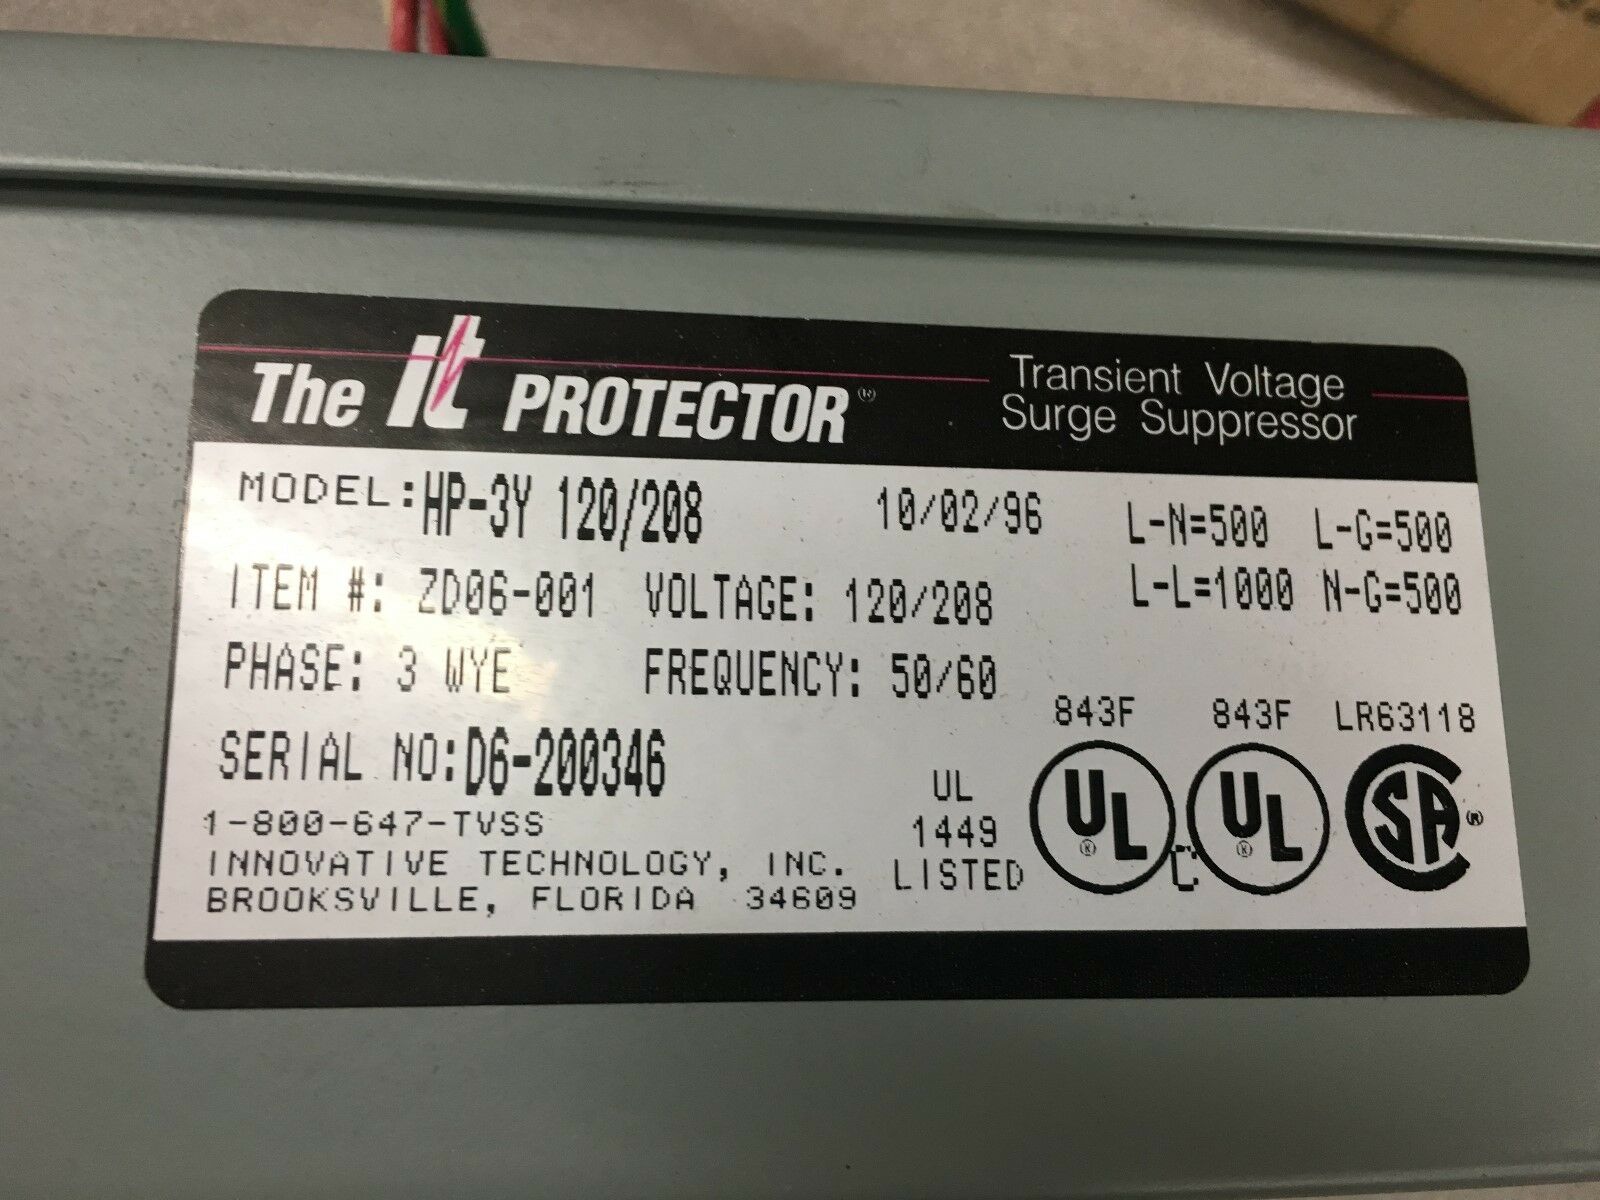 The it PROTECTOR®
Transient Voltage
Surge Suppressor
MODEL: HP-3Y 120/208 10/02/96 L-N=500 L-G=500
ITEM #: ZD06-001 VOLTAGE: 120/208 L-L=1000 N-G=500
PHASE: 3 WYE FREQUENCY: 50/60
SERIAL NO: D6-200346
1-800-647-TVSS
INNOVATIVE TECHNOLOGY, INC.
BROOKSVILLE, FLORIDA 34609
UL
1449
LISTED
843F 843F LR63118
UL® C UL® CSA®